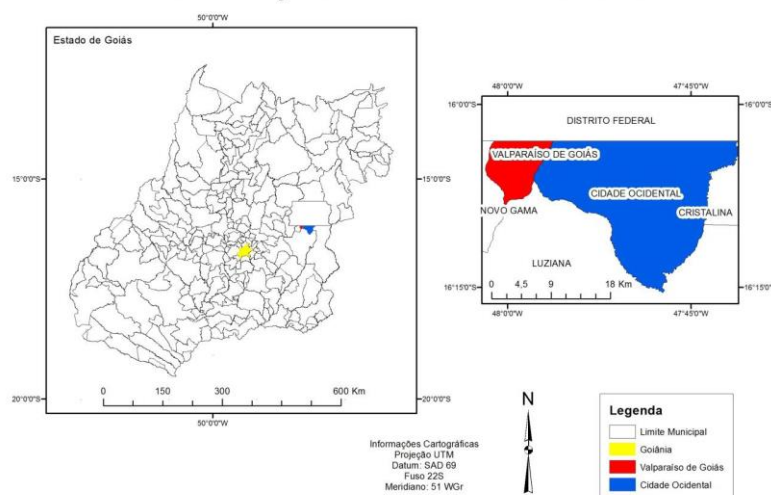 50°0'0"W
Estado de Goiás
15°0'0"S
15°0'0"S
20°0'0"S
20°0'0"S
0 150 300 600 Km
50°0'0"W
48°0'0"W
47°45'0"W
16°0'0"S
16°0'0"S
DISTRITO FEDERAL
VALPARAÍSO DE GOIÁS
CIDADE OCIDENTAL
NOVO GAMA
CRISTALINA
LUZIANA
0 4,5 9 18 Km
16°15'0"S
16°15'0"S
48°0'0"W
47°45'0"W
Informações Cartográficas
Projeção UTM
Datum: SAD 69
Fuso 22S
Meridiano: 51 WGr
N
Legenda
Limite Municipal
Goiânia
Valparaíso de Goiás
Cidade Ocidental